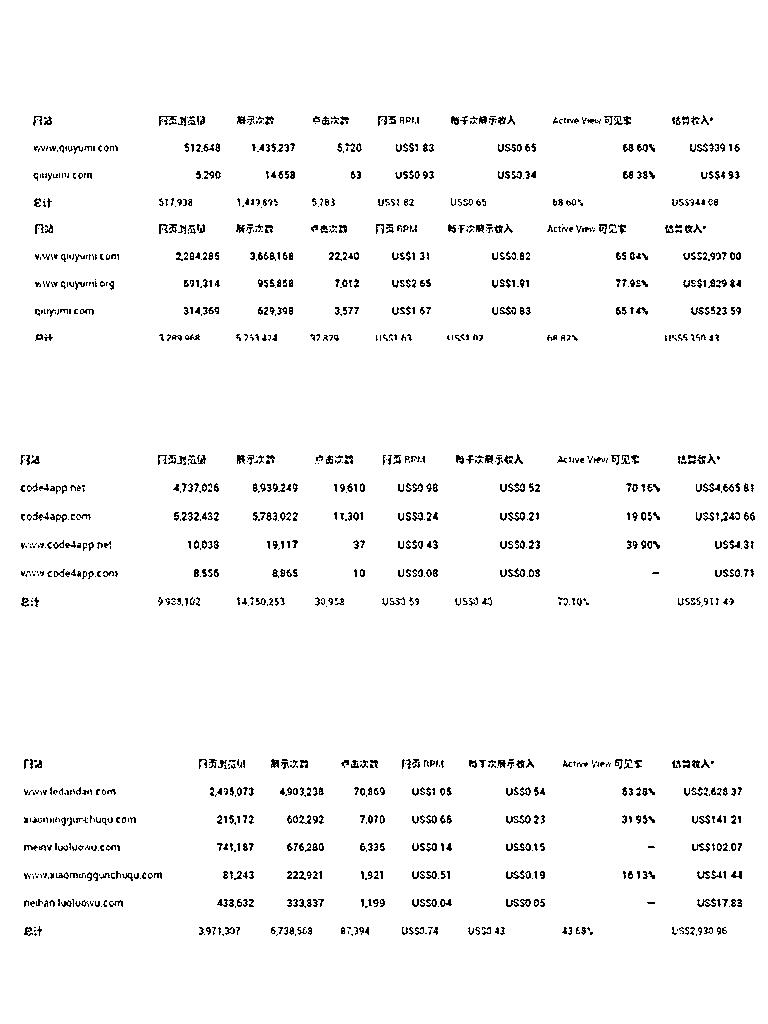 网站 网页浏览量 展示次数 点击次数 网页 RPM 每千次展示收入 Active View 可见率 估算收入*
www.qiuyumi.com 512,648 1,435,237 5,720 US$1.83 US$0.65 68.60% US$939.16
qiuyumi.com 5,290 14,658 63 US$0.93 US$0.34 68.38% US$4.93
总计 517,938 1,449,895 5,783 US$1.82 US$0.65 68.60% US$944.08
网站 网页浏览量 展示次数 点击次数 网页 RPM 每千次展示收入 Active View 可见率 估算收入*
www.qiuyumi.com 2,284,285 3,668,168 22,240 US$1.31 US$0.82 65.04% US$2,997.00
www.qiuyumi.org 691,314 955,858 7,012 US$2.65 US$1.91 77.95% US$1,829.84
qiuyumi.com 314,369 629,398 3,577 US$1.67 US$0.83 65.14% US$523.59
总计 3,289,968 5,253,424 32,829 US$1.63 US$1.02 68.82% US$5,350.43
网站 网页浏览量 展示次数 点击次数 网页 RPM 每千次展示收入 Active View 可见率 估算收入*
code4app.net 4,737,026 8,939,249 19,610 US$0.98 US$0.52 70.16% US$4,665.81
code4app.com 5,232,432 5,783,022 11,301 US$0.24 US$0.21 19.05% US$1,240.66
www.code4app.net 10,038 19,117 37 US$0.43 US$0.23 39.90% US$4.31
www.code4app.com 8,556 8,865 10 US$0.08 US$0.08 — US$0.71
总计 14,750,253 30,958 US$0.59 US$0.40 70.10% US$5,911.49
网站 网页浏览量 展示次数 点击次数 网页 RPM 每千次展示收入 Active View 可见率 估算收入*
www.ledandan.com 2,495,073 4,903,238 70,869 US$1.05 US$0.54 53.28% US$2,628.37
xiaominggunchuqu.com 215,172 602,292 7,070 US$0.66 US$0.23 31.95% US$141.21
meinv.luoluowu.com 741,187 676,280 6,335 US$0.14 US$0.15 — US$102.07
www.xiaominggunchuqu.com 81,243 222,921 1,921 US$0.51 US$0.19 16.13% US$41.44
neihan.luoluowu.com 438,632 333,837 1,199 US$0.04 US$0.05 — US$17.88
总计 3,971,307 6,738,568 87,394 US$0.74 US$0.43 43.68% US$2,930.96